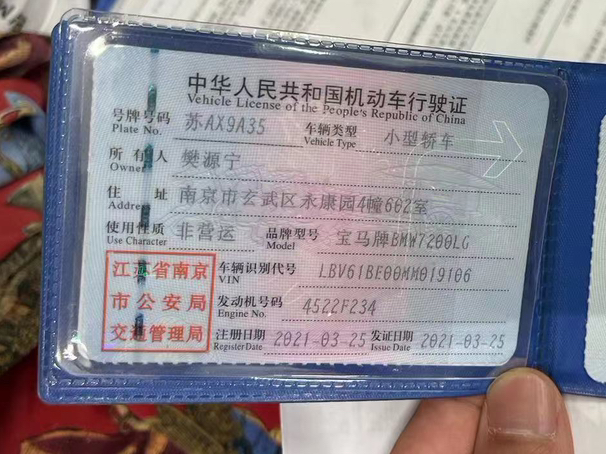 中华人民共和国机动车行驶证
Vehicle License of the People's Republic of China
号牌号码 苏AX9A35 车辆类型 小型轿车
Plate No. Vehicle Type
所有人 樊源宁
Owner
住址 南京市玄武区永康园4幢602室
Address
使用性质 非营运 品牌型号 宝马牌BMW7200LG
Use Character Model
江苏省南京
市公安局
交通管理局
车辆识别代号 LBV61BF00MM019106
VIN
发动机号码 4522F234
Engine No.
注册日期 2021-03-25 发证日期 2021-03-25
Register Date Issue Date